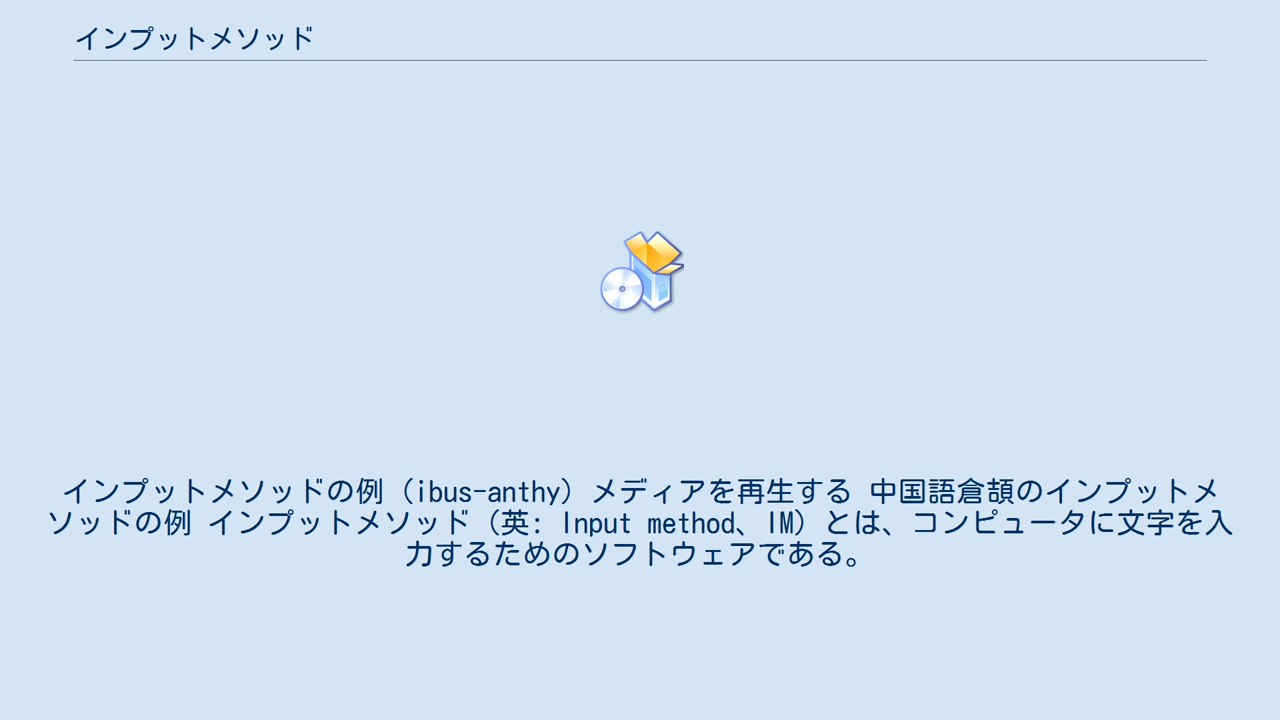 インプットメソッド
インプットメソッドの例（ibus-anthy）メディアを再生する 中国語倉頡のインプットメ
ソッドの例 インプットメソッド（英: Input method、IM）とは、コンピュータに文字を入
力するためのソフトウェアである。